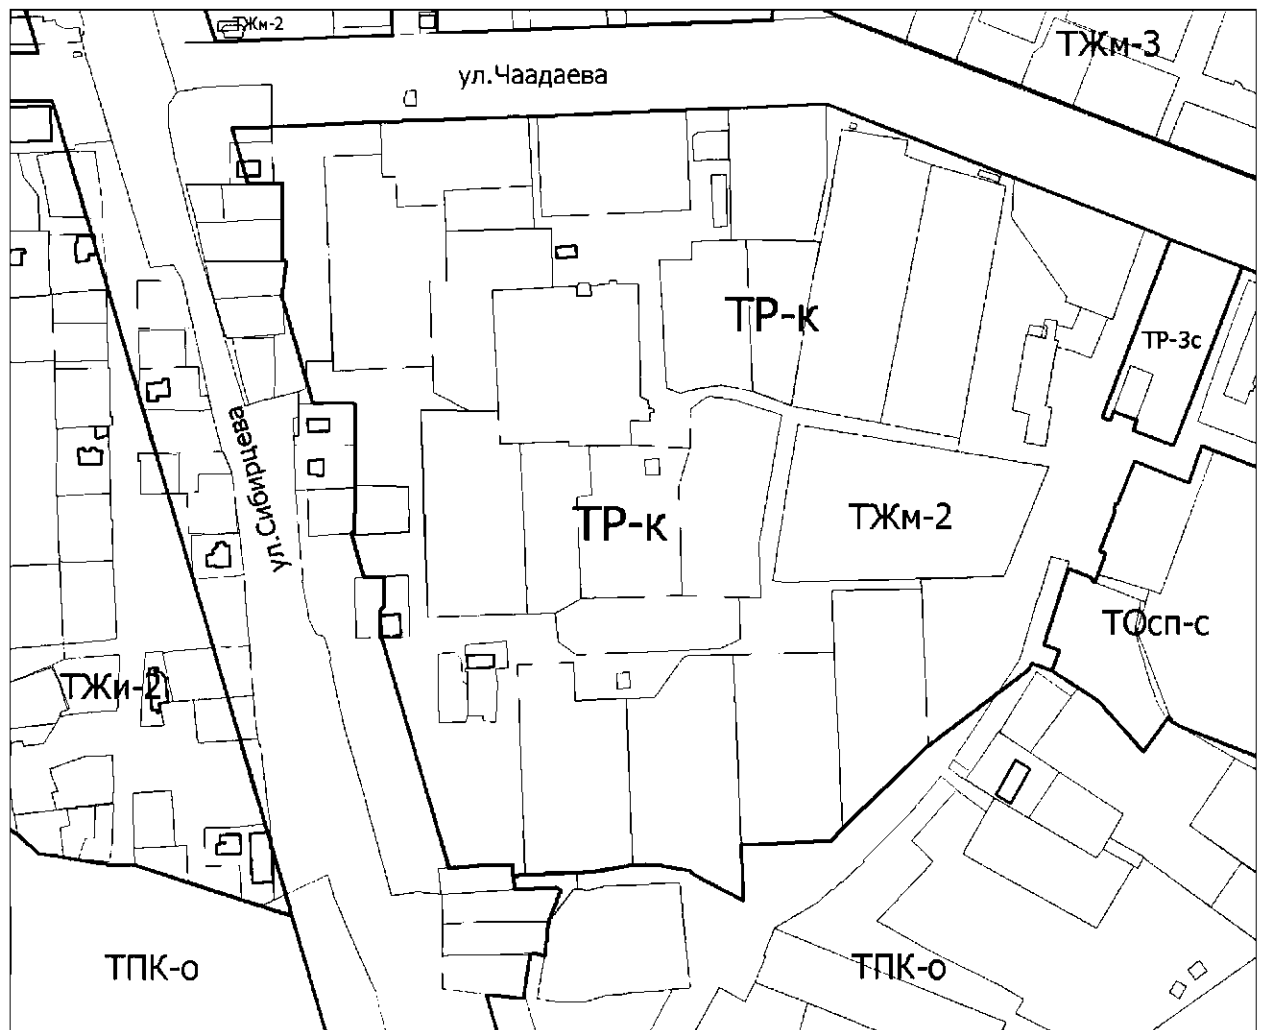 ТЖм-2
ТЖм-3
ул.Чаадаева
ТР-к
ТР-3с
ул.Сибирцева
ТР-к
ТЖм-2
ТОсп-с
ТЖи-2
ТПК-о
ТПК-о